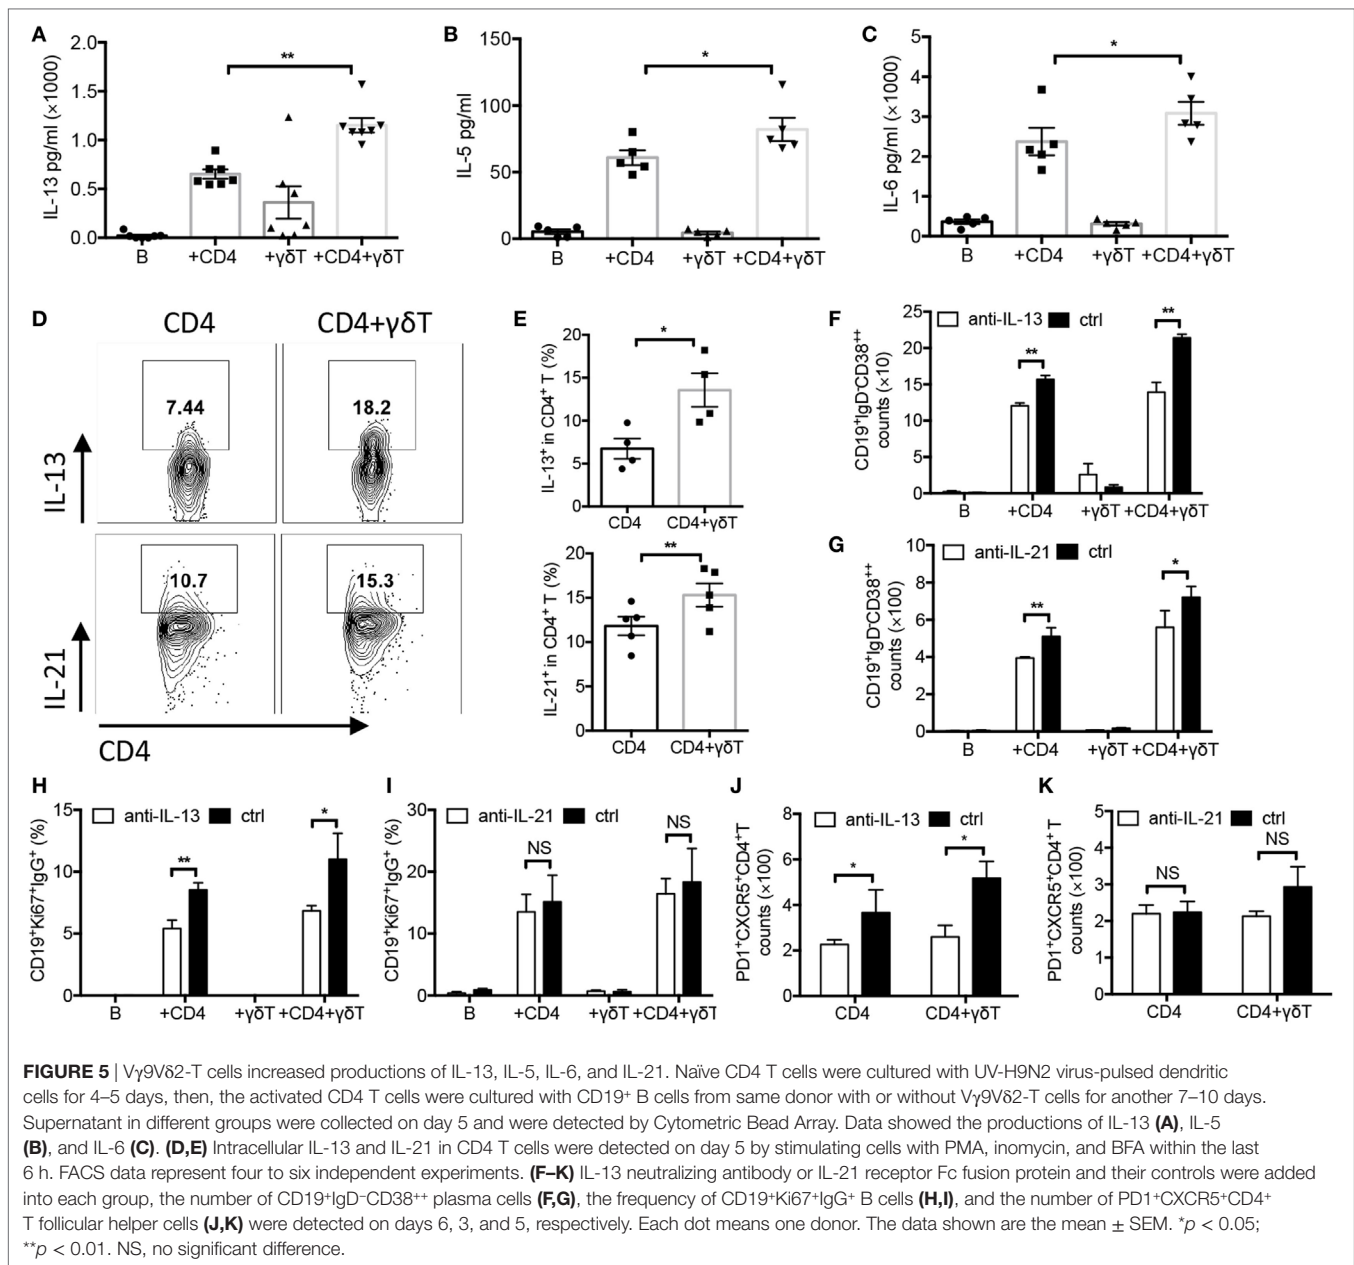 A
IL-13 pg/ml (×1000)
2.0
1.5
1.0
0.5
0.0
**
B +CD4 +γδT +CD4+γδT
B
IL-5 pg/ml
150
100
50
0
*
B +CD4 +γδT +CD4+γδT
C
IL-6 pg/ml (×1000)
5
4
3
2
1
0
*
B +CD4 +γδT +CD4+γδT
D
CD4 CD4+γδT
7.44 18.2
IL-13
10.7 15.3
IL-21
CD4
E
IL-13⁺ in CD4⁺ T (%)
20
15
10
5
0
*
CD4 CD4+γδT
IL-21⁺ in CD4⁺ T (%)
20
15
10
5
0
**
CD4 CD4+γδT
F
anti-IL-13 ctrl
CD19⁺IgD⁻CD38⁺⁺
counts (×10)
25
20
15
10
5
0
** **
B +CD4 +γδT +CD4+γδT
G
anti-IL-21 ctrl
CD19⁺IgD⁻CD38⁺⁺
counts (×100)
10
8
6
4
2
0
** *
B +CD4 +γδT +CD4+γδT
H
anti-IL-13 ctrl
CD19⁺Ki67⁺IgG⁺ (%)
15
10
5
0
** *
B +CD4 +γδT +CD4+γδT
I
anti-IL-21 ctrl
CD19⁺Ki67⁺IgG⁺ (%)
30
20
10
0
NS NS
B +CD4 +γδT +CD4+γδT
J
anti-IL-13 ctrl
PD1⁺CXCR5⁺CD4⁺T
counts (×100)
8
6
4
2
0
* *
CD4 CD4+γδT
K
anti-IL-21 ctrl
PD1⁺CXCR5⁺CD4⁺T
counts (×100)
5
4
3
2
1
0
NS NS
CD4 CD4+γδT
FIGURE 5 | Vγ9Vδ2-T cells increased productions of IL-13, IL-5, IL-6, and IL-21. Naïve CD4 T cells were cultured with UV-H9N2 virus-pulsed dendritic
cells for 4–5 days, then, the activated CD4 T cells were cultured with CD19⁺ B cells from same donor with or without Vγ9Vδ2-T cells for another 7–10 days.
Supernatant in different groups were collected on day 5 and were detected by Cytometric Bead Array. Data showed the productions of IL-13 (A), IL-5
(B), and IL-6 (C). (D,E) Intracellular IL-13 and IL-21 in CD4 T cells were detected on day 5 by stimulating cells with PMA, inomycin, and BFA within the last
6 h. FACS data represent four to six independent experiments. (F–K) IL-13 neutralizing antibody or IL-21 receptor Fc fusion protein and their controls were added
into each group, the number of CD19⁺IgD⁻CD38⁺⁺ plasma cells (F,G), the frequency of CD19⁺Ki67⁺IgG⁺ B cells (H,I), and the number of PD1⁺CXCR5⁺CD4⁺
T follicular helper cells (J,K) were detected on days 6, 3, and 5, respectively. Each dot means one donor. The data shown are the mean ± SEM. *p < 0.05;
**p < 0.01. NS, no significant difference.